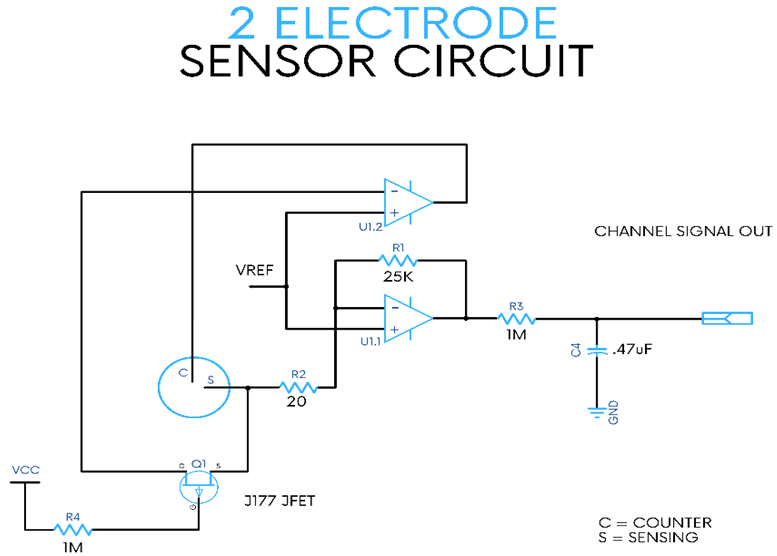 2 ELECTRODE
SENSOR CIRCUIT
−
+
U1.2
CHANNEL SIGNAL OUT
R1
25K
VREF
−
+
U1.1
R3
1M
C4
.47uF
GND
C
S
R2
20
VCC
Q1
S
G
J177 JFET
R4
1M
C = COUNTER
S = SENSING